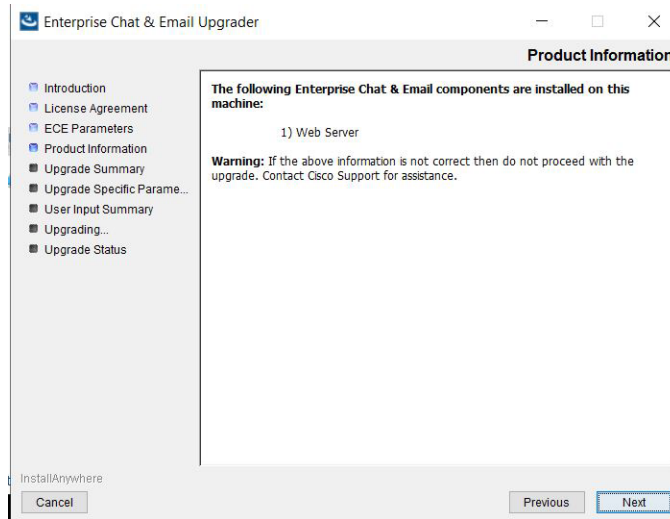 Enterprise Chat & Email Upgrader
Product Information
Introduction
License Agreement
ECE Parameters
Product Information
Upgrade Summary
Upgrade Specific Parame...
User Input Summary
Upgrading...
Upgrade Status
The following Enterprise Chat & Email components are installed on this
machine:
1) Web Server
Warning: If the above information is not correct then do not proceed with the
upgrade. Contact Cisco Support for assistance.
InstallAnywhere
Cancel
Previous
Next